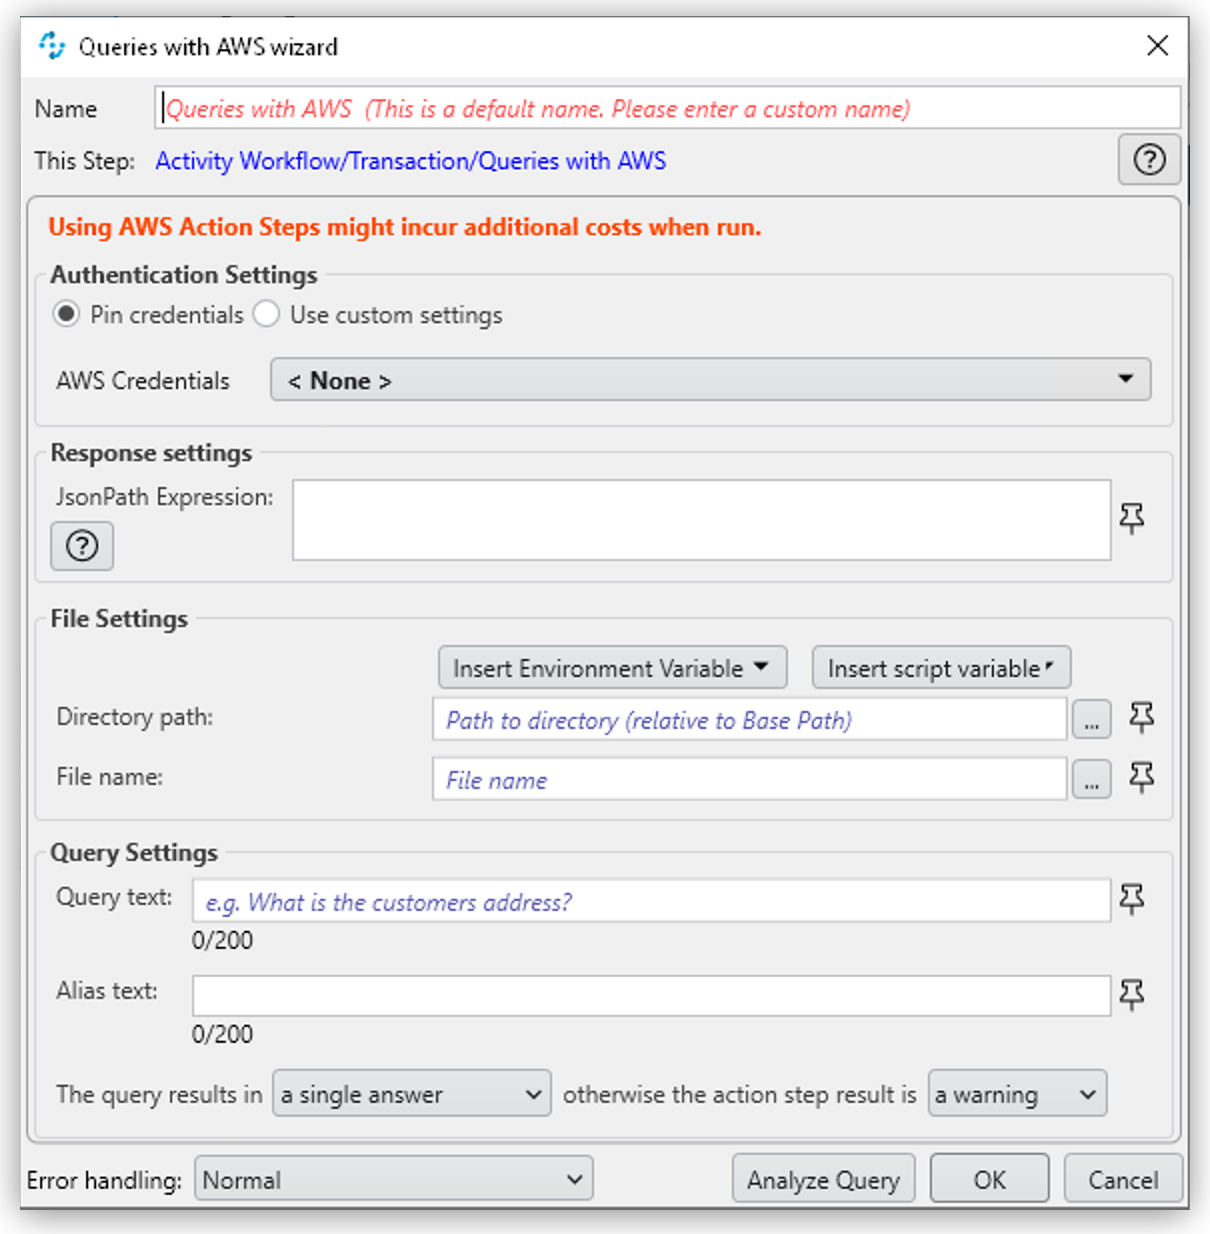 Queries with AWS wizard
Name Queries with AWS (This is a default name. Please enter a custom name)
This Step: Activity Workflow/Transaction/Queries with AWS ?
Using AWS Action Steps might incur additional costs when run.
Authentication Settings
Pin credentials Use custom settings
AWS Credentials < None >
Response settings
JsonPath Expression:
?
File Settings
Insert Environment Variable Insert script variable
Directory path: Path to directory (relative to Base Path) ...
File name: File name ...
Query Settings
Query text: e.g. What is the customers address?
0/200
Alias text:
0/200
The query results in a single answer otherwise the action step result is a warning
Error handling: Normal Analyze Query OK Cancel